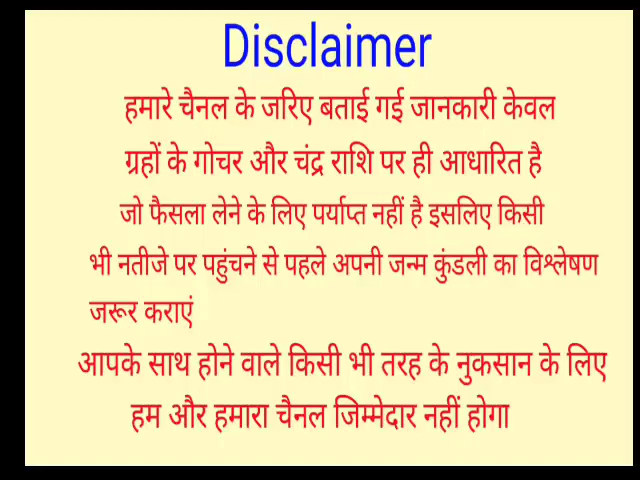 Disclaimer
हमारे चैनल के जरिए बताई गई जानकारी केवल
ग्रहों के गोचर और चंद्र राशि पर ही आधारित है
जो फैसला लेने के लिए पर्याप्त नहीं है इसलिए किसी
भी नतीजे पर पहुंचने से पहले अपनी जन्म कुंडली का विश्लेषण
जरूर कराएं
आपके साथ होने वाले किसी भी तरह के नुकसान के लिए
हम और हमारा चैनल जिम्मेदार नहीं होगा